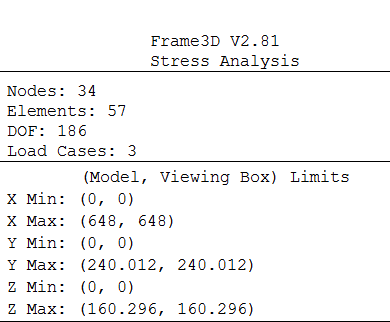 Frame3D V2.81
Stress Analysis
Nodes: 34
Elements: 57
DOF: 186
Load Cases: 3
(Model, Viewing Box) Limits
X Min: (0, 0)
X Max: (648, 648)
Y Min: (0, 0)
Y Max: (240.012, 240.012)
Z Min: (0, 0)
Z Max: (160.296, 160.296)